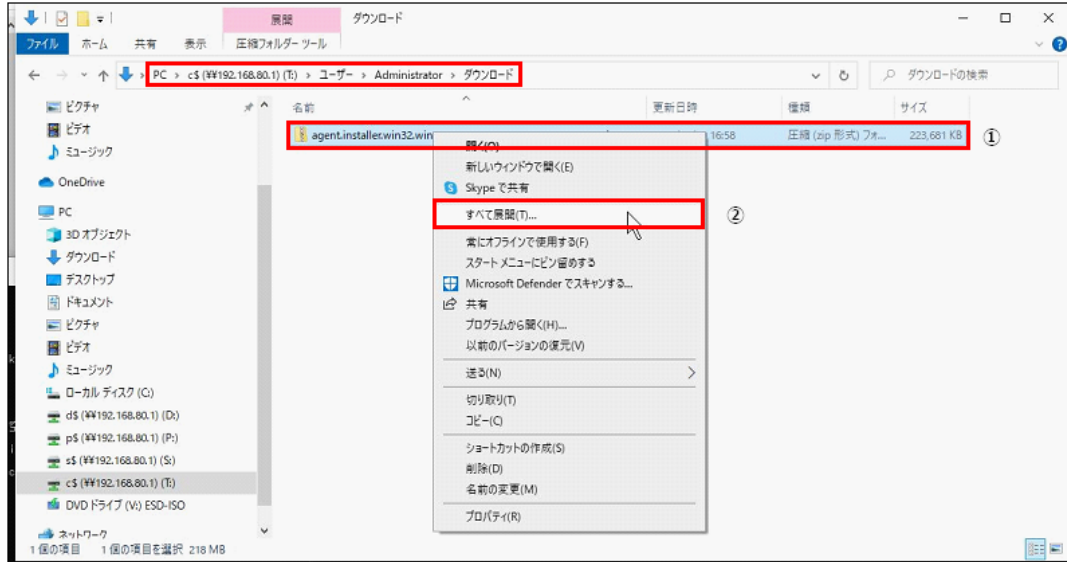 展開
ダウンロード
ファイル
ホーム
共有
表示
圧縮フォルダー ツール
PC › c$ (¥¥192.168.80.1) (T:) › ユーザー › Administrator › ダウンロード
ダウンロードの検索
名前
更新日時
種類
サイズ
agent.installer.win32.win
16:58
圧縮 (zip 形式) フォ...
223,681 KB
①
ピクチャ
ビデオ
ミュージック
OneDrive
PC
3D オブジェクト
ダウンロード
デスクトップ
ドキュメント
ピクチャ
ビデオ
ミュージック
ローカル ディスク (C:)
d$ (¥¥192.168.80.1) (D:)
p$ (¥¥192.168.80.1) (P:)
s$ (¥¥192.168.80.1) (S:)
c$ (¥¥192.168.80.1) (T:)
DVD ドライブ (V:) ESD-ISO
ネットワーク
開く(O)
新しいウィンドウで開く(E)
Skype で共有
すべて展開(T)...
②
常にオフラインで使用する(F)
スタート メニューにピン留めする
Microsoft Defender でスキャンする...
共有
プログラムから開く(H)...
以前のバージョンの復元(V)
送る(N)
切り取り(T)
コピー(C)
ショートカットの作成(S)
削除(D)
名前の変更(M)
プロパティ(R)
1 個の項目
1 個の項目を選択 218 MB